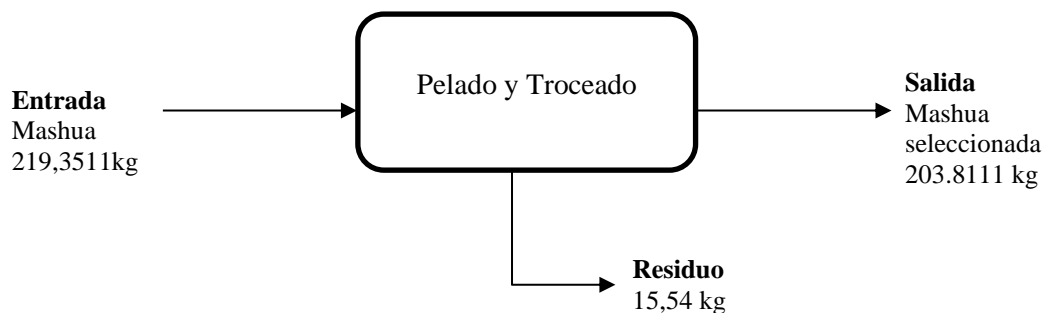 Pelado y Troceado
Entrada
Mashua
219,3511kg
Salida
Mashua
seleccionada
203.8111 kg
Residuo
15,54 kg